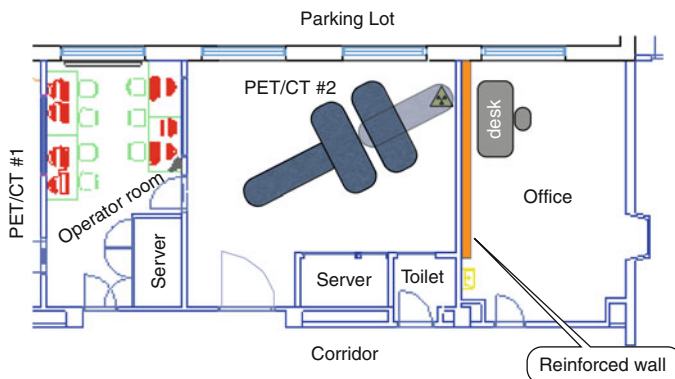 Parking Lot
PET/CT #2
desk
PET/CT #1
Operator room
Office
Server
Server
Toilet
Corridor
Reinforced wall